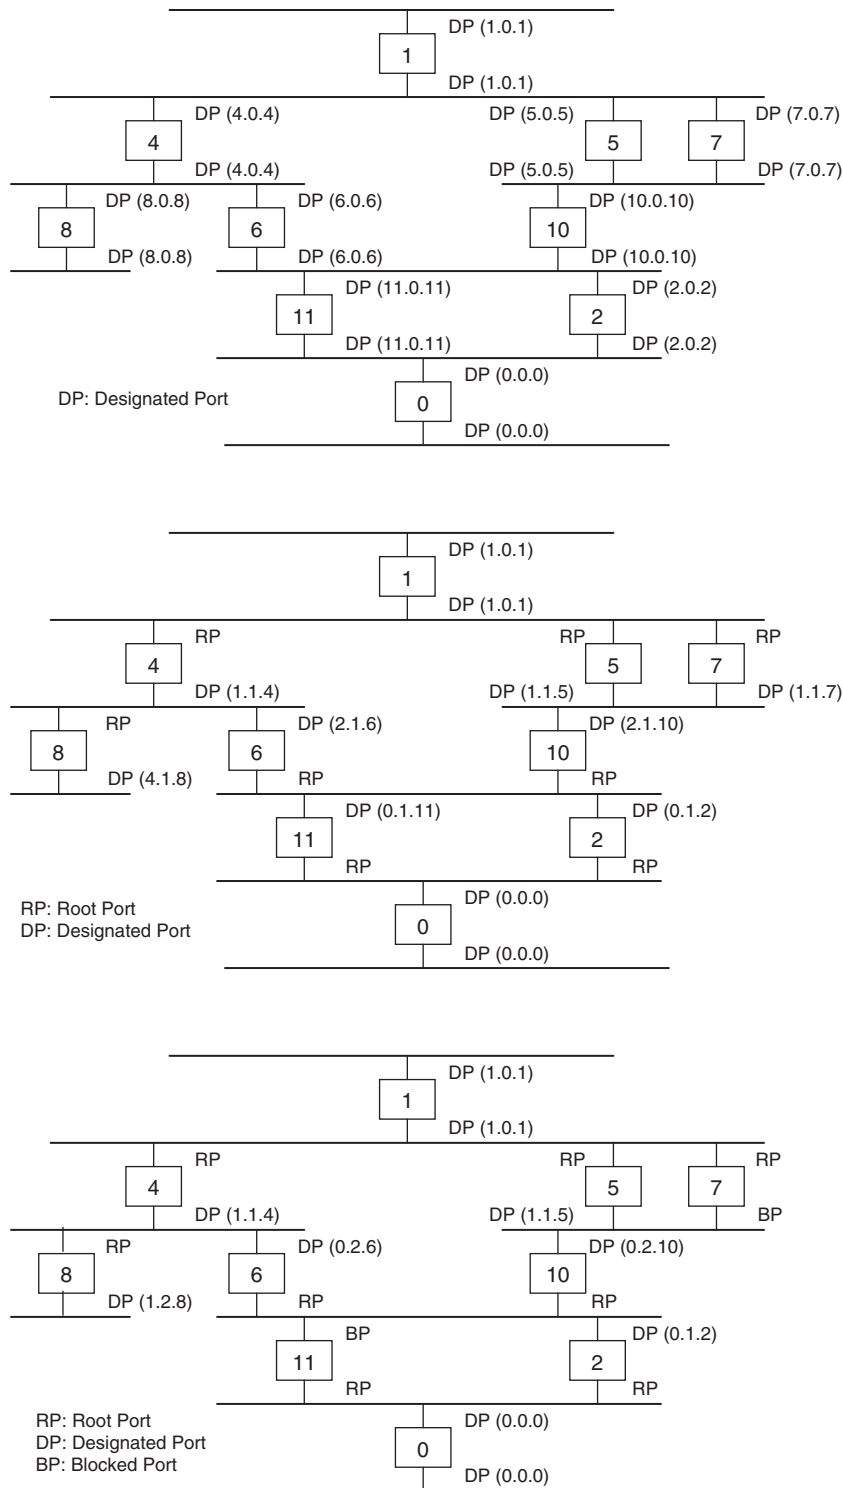 DP (1.0.1)
1
DP (1.0.1)
DP (4.0.4) DP (5.0.5) DP (7.0.7)
4 5 7
DP (4.0.4) DP (5.0.5) DP (7.0.7)
DP (8.0.8) DP (6.0.6) DP (10.0.10)
8 6 10
DP (8.0.8) DP (6.0.6) DP (10.0.10)
DP (11.0.11) DP (2.0.2)
11 2
DP (11.0.11) DP (2.0.2)
DP (0.0.0)
DP: Designated Port
0
DP (0.0.0)
DP (1.0.1)
1
DP (1.0.1)
RP RP RP
4 5 7
DP (1.1.4) DP (1.1.5) DP (1.1.7)
RP DP (2.1.6) DP (2.1.10)
8 6 10
DP (4.1.8) RP RP
DP (0.1.11) DP (0.1.2)
11 2
RP RP
DP (0.0.0)
RP: Root Port
0
DP: Designated Port
DP (0.0.0)
DP (1.0.1)
1
DP (1.0.1)
RP RP RP
4 5 7
DP (1.1.4) DP (1.1.5) BP
RP DP (0.2.6) DP (0.2.10)
8 6 10
DP (1.2.8) RP RP
BP DP (0.1.2)
11 2
RP RP
RP: Root Port DP (0.0.0)
DP: Designated Port
0
BP: Blocked Port
DP (0.0.0)